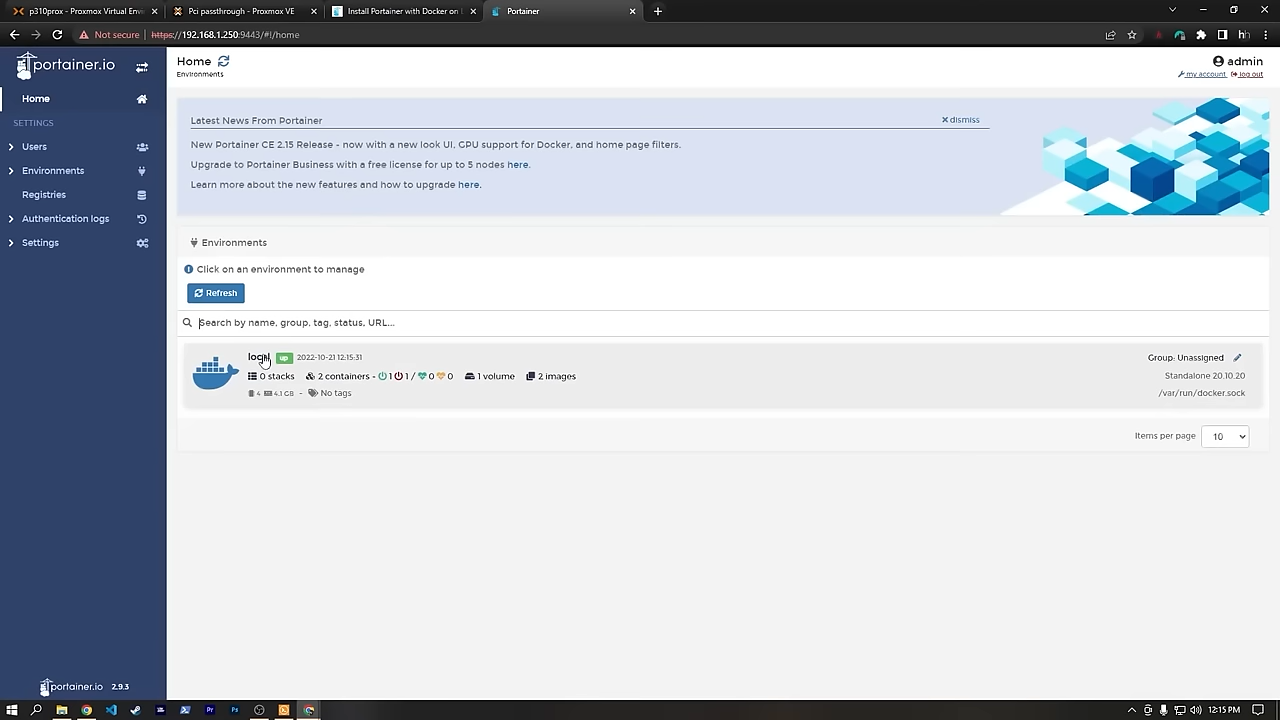 p310prox - Proxmox Virtual Env
Pci passthrough - Proxmox VE
Install Portainer with Docker on
Portainer
Not secure | https://192.168.1.250:9443/#!/home
portainer.io
Home
SETTINGS
Users
Environments
Registries
Authentication logs
Settings
portainer.io 2.9.3
Home
Environments
admin
my account log out
Latest News From Portainer
dismiss
New Portainer CE 2.15 Release - now with a new look UI, GPU support for Docker, and home page filters.
Upgrade to Portainer Business with a free license for up to 5 nodes here.
Learn more about the new features and how to upgrade here.
Environments
Click on an environment to manage
Refresh
Search by name, group, tag, status, URL...
local up 2022-10-21 12:15:31
Group: Unassigned
0 stacks 2 containers - 1 1 / 0 0 1 volume 2 images
Standalone 20.10.20
4 4.1 GB - No tags
/var/run/docker.sock
Items per page 10
12:15 PM